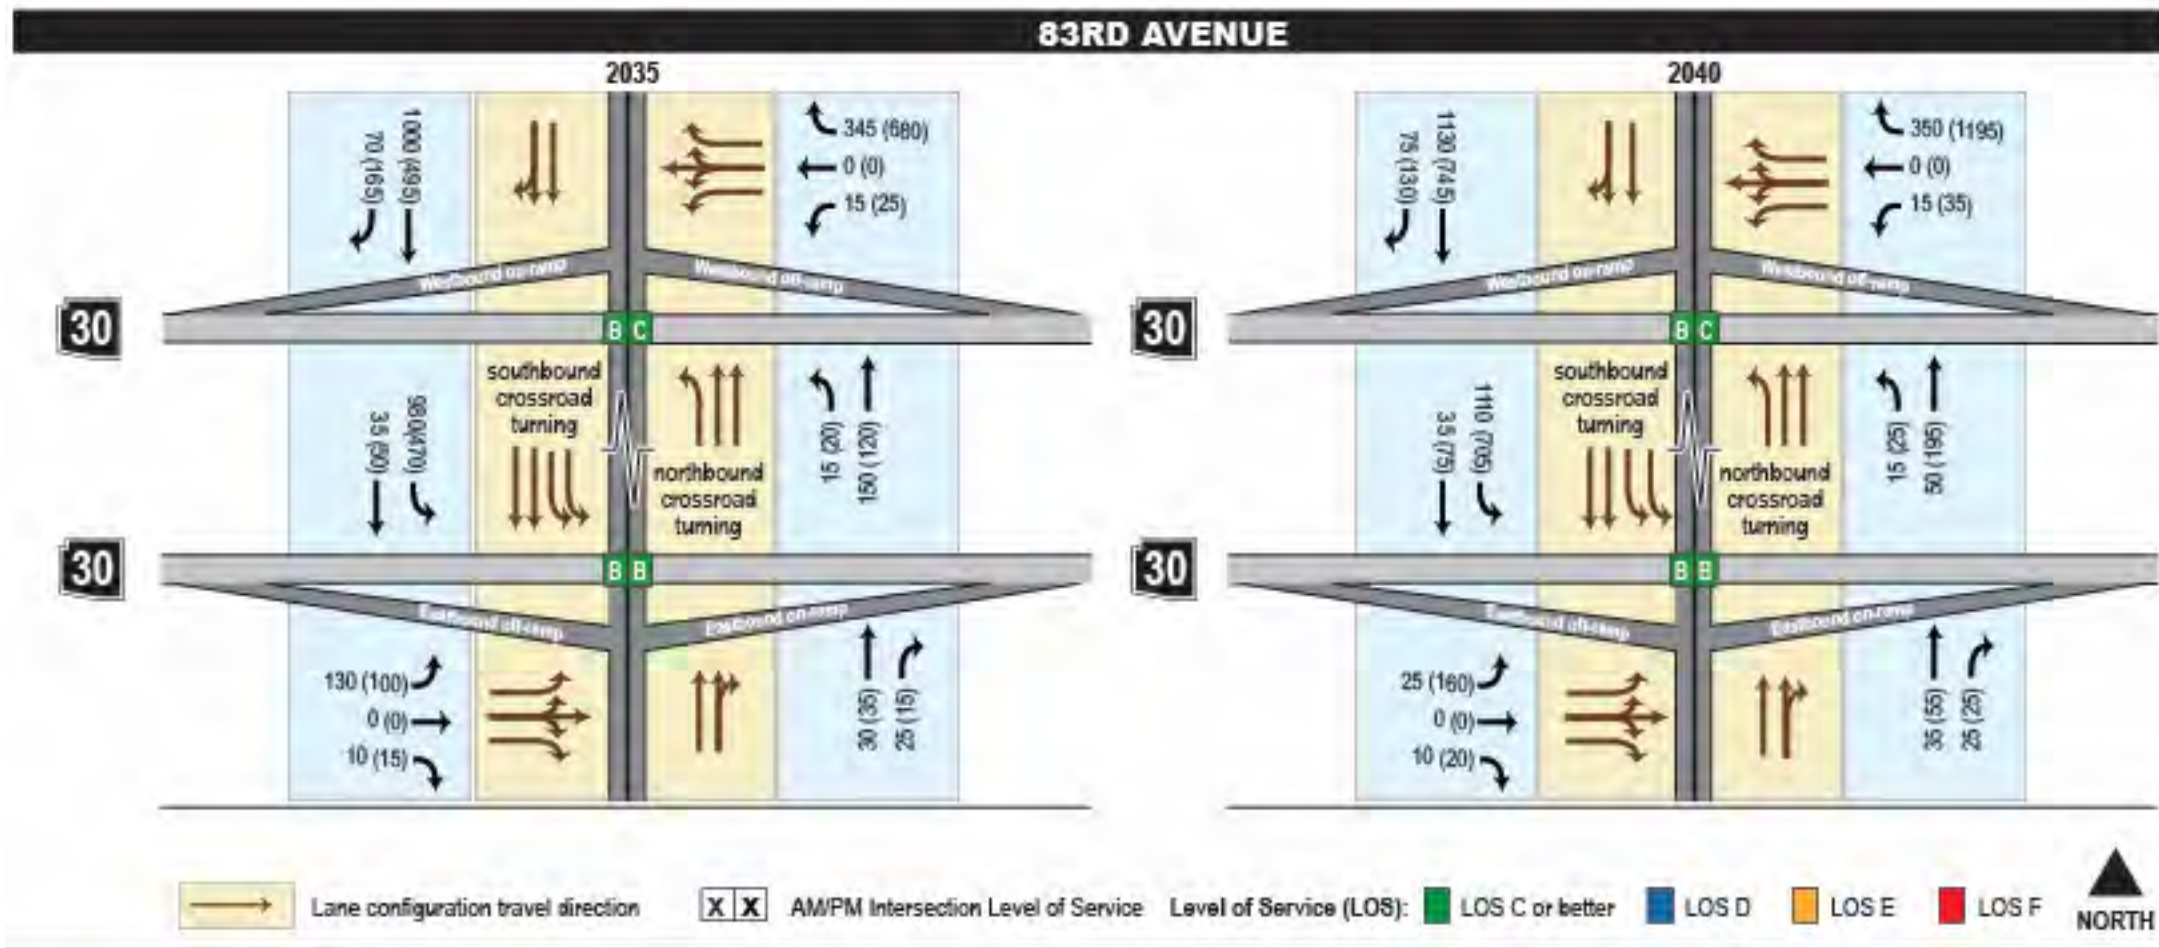 83RD AVENUE
2035
1000 (495)
70 (165)
345 (680)
0 (0)
15 (25)
Westbound on-ramp
Westbound off-ramp
30
B C
southbound
crossroad
turning
980(470)
35 (50)
15 (20)
150 (120)
northbound
crossroad
turning
30
B B
Eastbound off-ramp
Eastbound on-ramp
130 (100)
0 (0)
10 (15)
30 (35)
25 (15)
2040
1130 (745)
75 (130)
350 (1195)
0 (0)
15 (35)
Westbound on-ramp
Westbound off-ramp
30
B C
southbound
crossroad
turning
1110 (705)
35 (75)
15 (25)
50 (195)
northbound
crossroad
turning
30
B B
Eastbound off-ramp
Eastbound on-ramp
25 (160)
0 (0)
10 (20)
35 (55)
25 (25)
Lane configuration travel direction
X X AM/PM Intersection Level of Service
Level of Service (LOS): LOS C or better LOS D LOS E LOS F
NORTH